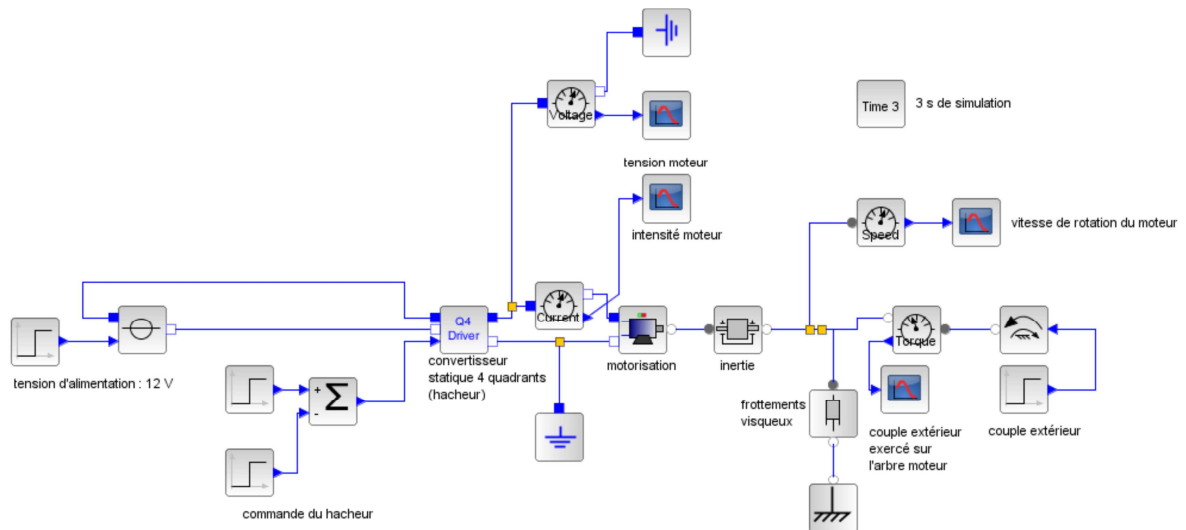 Voltage
tension moteur
Time 3
3 s de simulation
intensité moteur
Speed
vitesse de rotation du moteur
Current
Q4
Driver
Torque
tension d'alimentation : 12 V
convertisseur
statique 4 quadrants
(hacheur)
motorisation
inertie
+
-
Σ
frottements
visqueux
couple extérieur
exercé sur
l'arbre moteur
couple extérieur
commande du hacheur